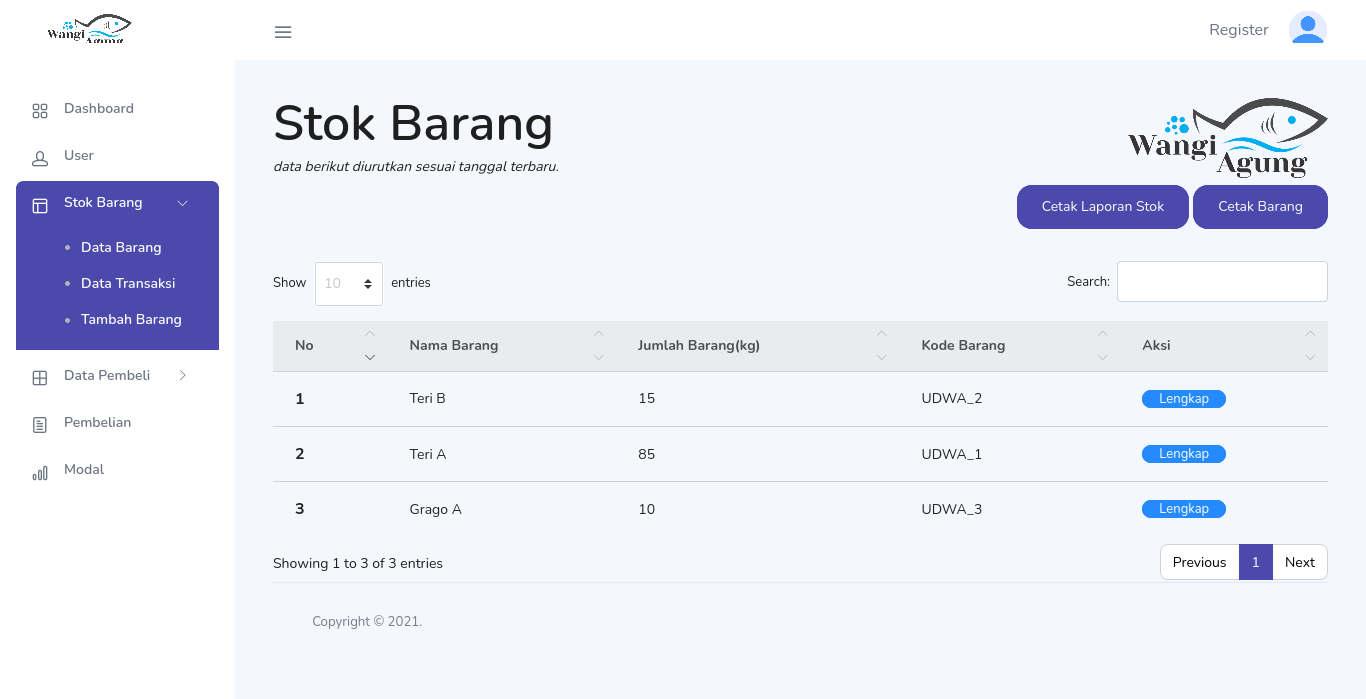 Wangi
Agung
Register
Dashboard
User
Stok Barang
Data Barang
Data Transaksi
Tambah Barang
Data Pembeli
Pembelian
Modal
Stok Barang
data berikut diurutkan sesuai tanggal terbaru.
Wangi
Agung
Cetak Laporan Stok Cetak Barang
Show 10 entries Search:
No Nama Barang Jumlah Barang(kg) Kode Barang Aksi
1 Teri B 15 UDWA_2 Lengkap
2 Teri A 85 UDWA_1 Lengkap
3 Grago A 10 UDWA_3 Lengkap
Showing 1 to 3 of 3 entries Previous 1 Next
Copyright © 2021.